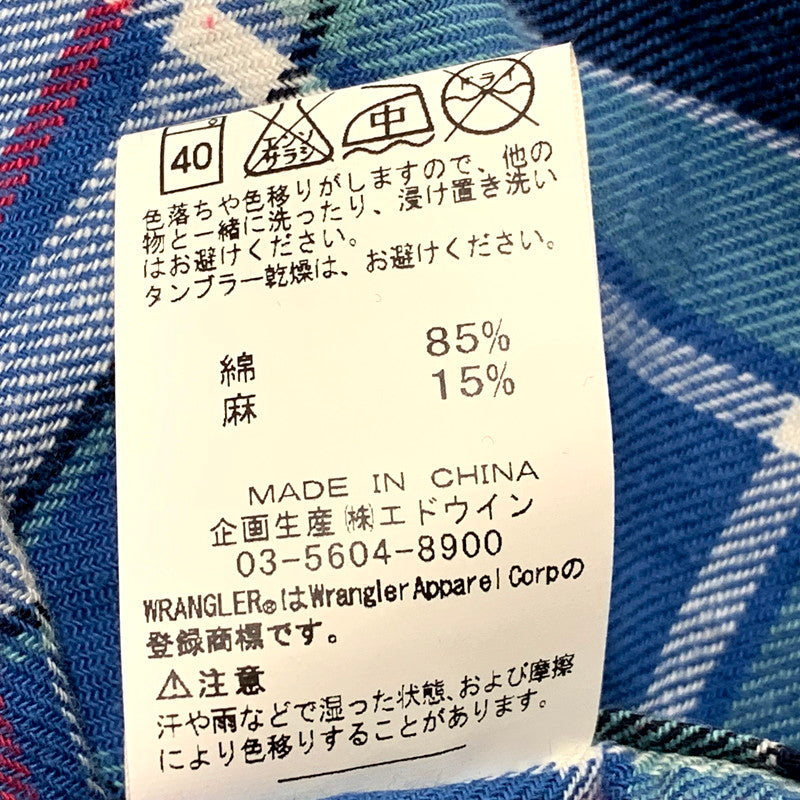 40 エンソサラシ 中 ドライ
色落ちや色移りがしますので、他の
物と一緒に洗ったり、浸け置き洗い
はお避けください。
タンブラー乾燥は、お避けください。
綿 85%
麻 15%
MADE IN CHINA
企画生産㈱エドウイン
03-5604-8900
WRANGLER®はWrangler Apparel Corpの
登録商標です。
⚠注意
汗や雨などで湿った状態、および摩擦
により色移りすることがあります。